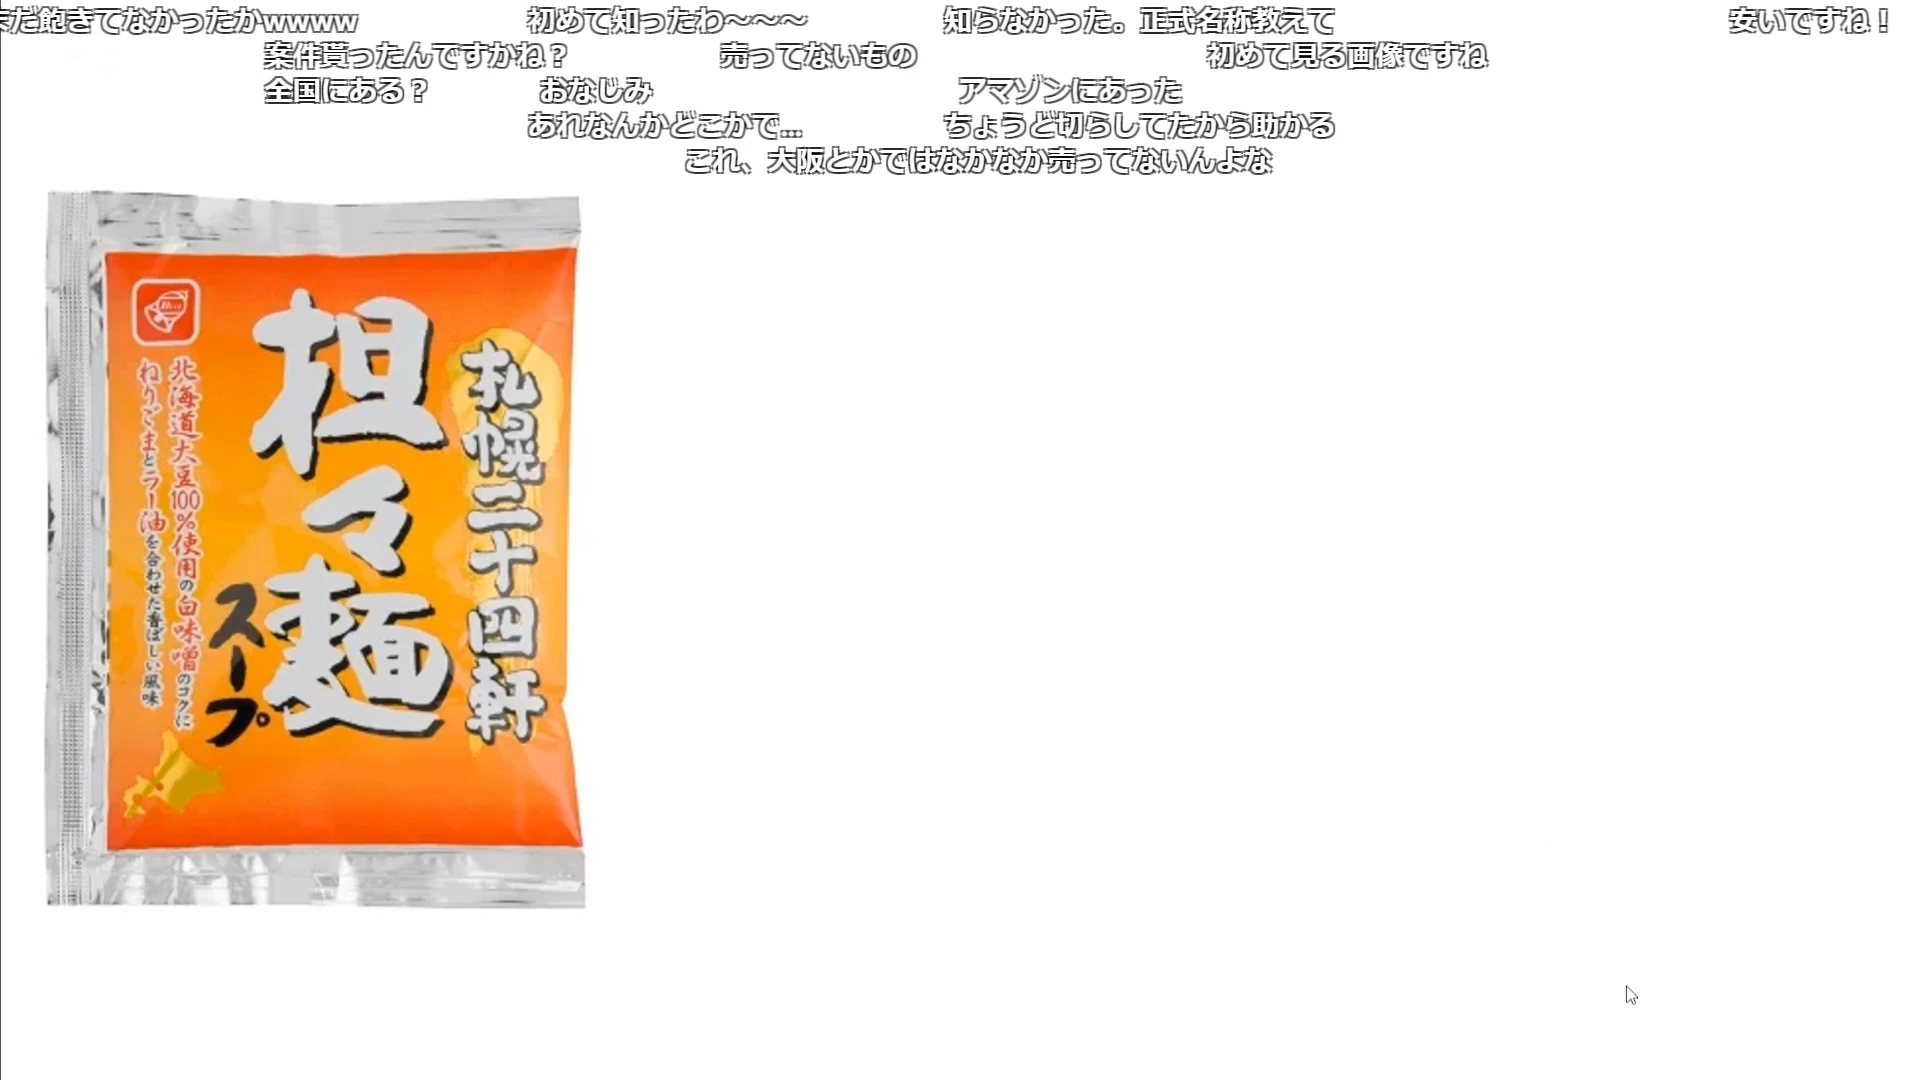 まだ飽きてなかったかwwww
初めて知ったわ～～～
知らなかった。正式名称教えて
安いですね！
案件貰ったんですかね？
売ってないもの
初めて見る画像ですね
全国にある？
おなじみ
アマゾンにあった
あれなんかどこかで...
ちょうど切らしてたから助かる
これ、大阪とかではなかなか売ってないんよな
札幌二十四軒
担々麺
スープ
北海道大豆100%使用の白味噌のコクに
ねりごまとラー油を合わせた香ばしい風味